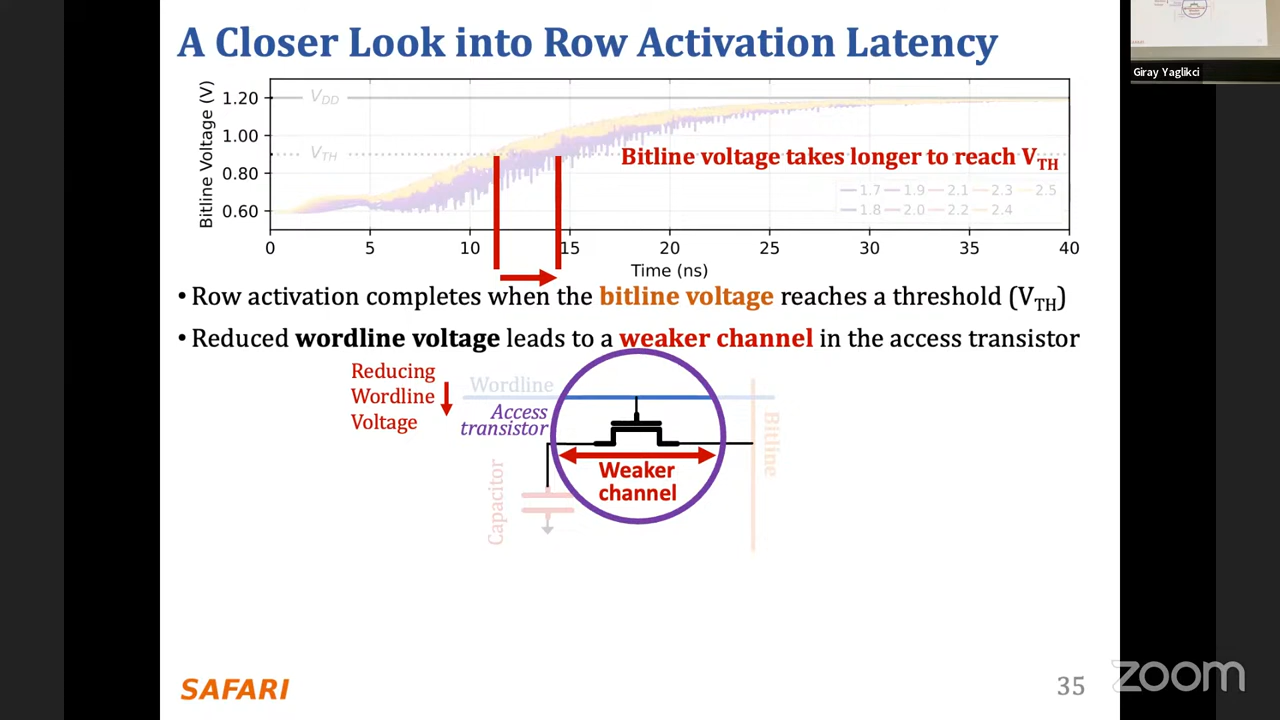 A Closer Look into Row Activation Latency
Giray Yaglikci
Bitline Voltage (V)
1.20
1.00
0.80
0.60
VDD
VTH
Bitline voltage takes longer to reach VTH
1.7 1.9 2.1 2.3 2.5
1.8 2.0 2.2 2.4
0 5 10 15 20 25 30 35 40
Time (ns)
• Row activation completes when the bitline voltage reaches a threshold (VTH)
• Reduced wordline voltage leads to a weaker channel in the access transistor
Reducing
Wordline
Voltage
Wordline
Access
transistor
Bitline
Weaker
channel
Capacitor
SAFARI
35
zoom